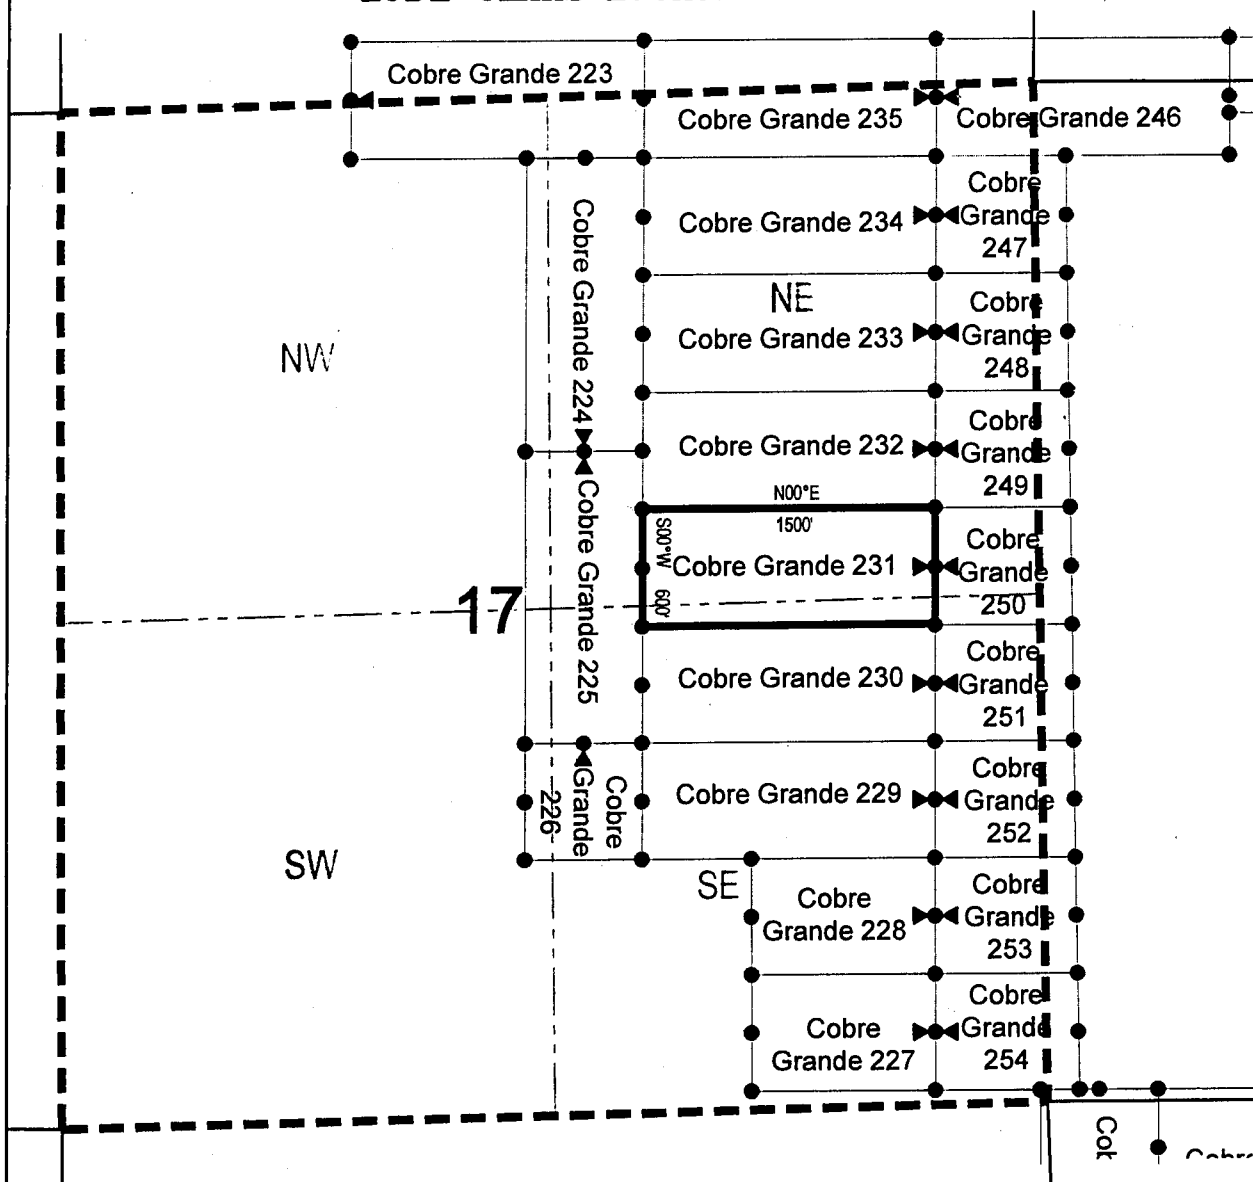 Cobre Grande 223
Cobre Grande 235
Cobre Grande 246
Cobre Grande 234
Cobre
Grande
247
NE
Cobre Grande 233
Cobre
Grande
248
NW
Cobre Grande 224
Cobre Grande 232
Cobre
Grande
249
N00°E
1500'
S00°W
600'
Cobre Grande 231
Cobre
Grande
250
17
Cobre Grande 225
Cobre Grande 230
Cobre
Grande
251
Cobre
Grande
226
Cobre Grande 229
Cobre
Grande
252
SW
SE
Cobre
Grande 228
Cobre
Grande
253
Cobre
Grande 227
Cobre
Grande
254